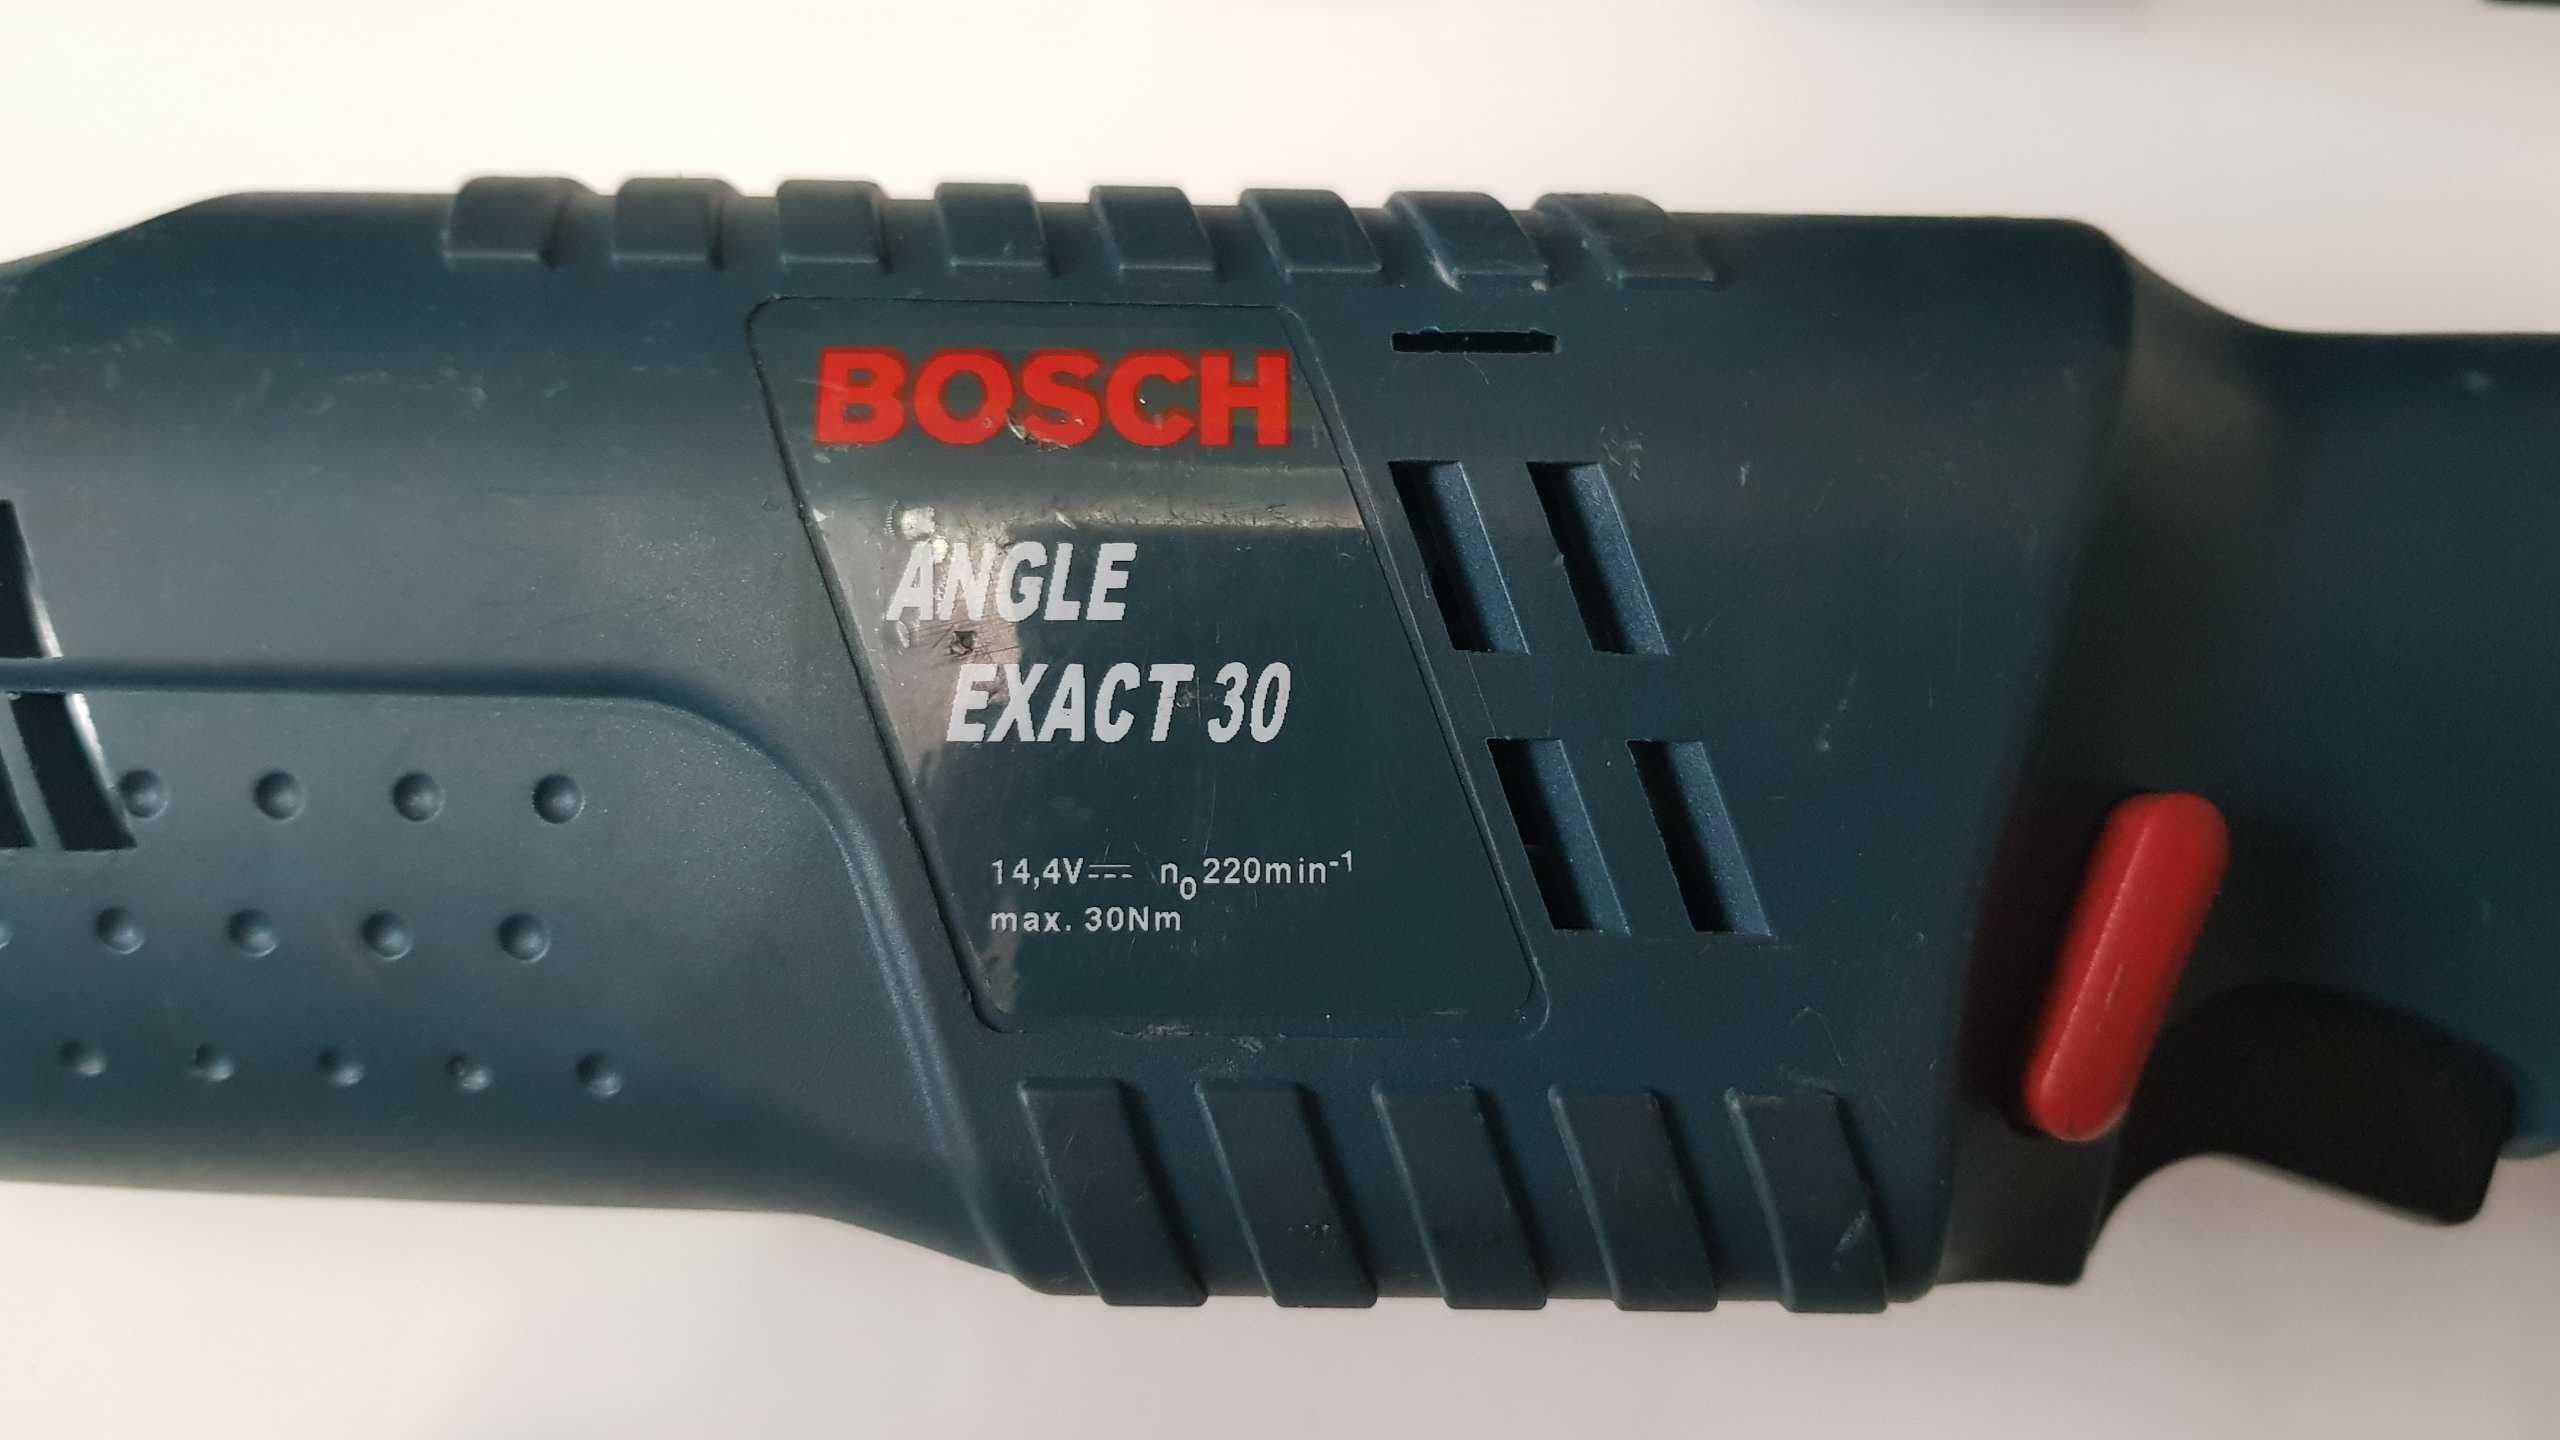 BOSCH
ANGLE
EXACT 30
14,4V⎓ n₀ 220min⁻¹
max. 30Nm